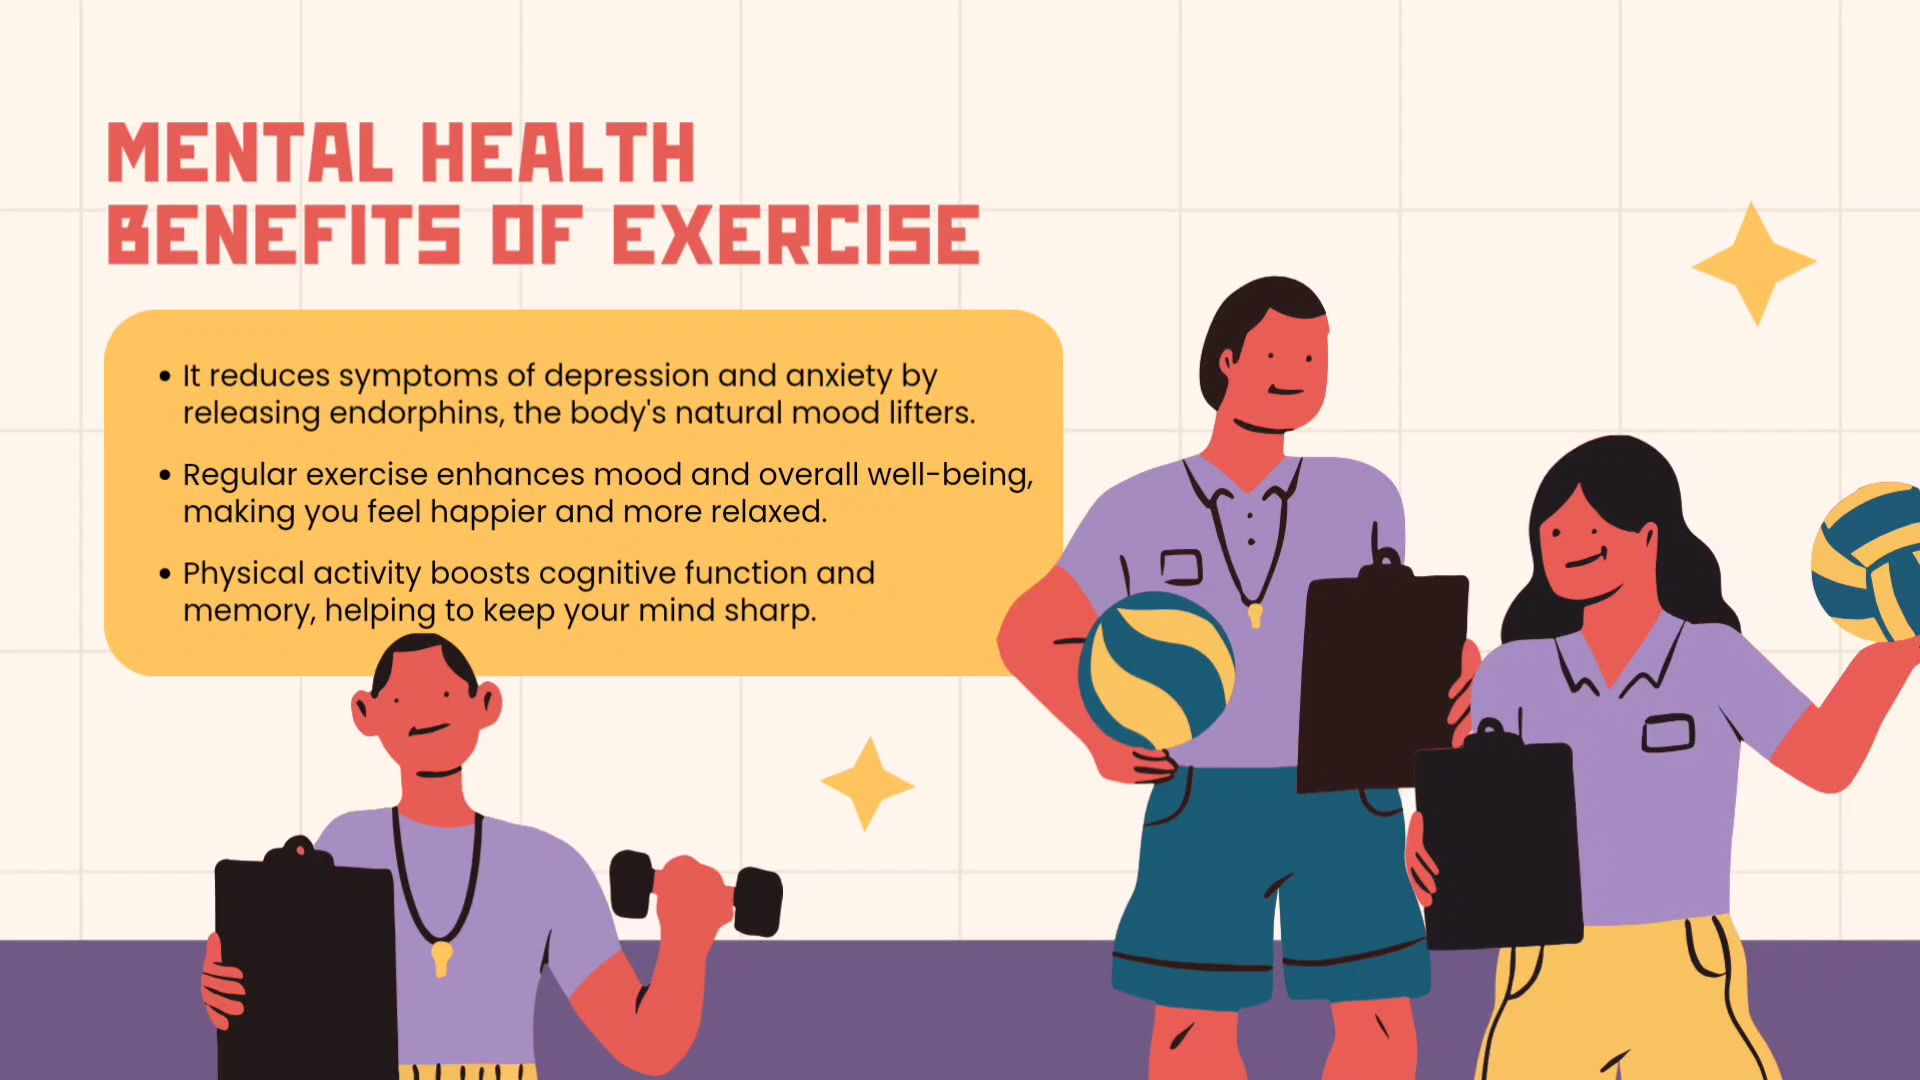 MENTAL HEALTH
BENEFITS OF EXERCISE
• It reduces symptoms of depression and anxiety by
releasing endorphins, the body's natural mood lifters.
• Regular exercise enhances mood and overall well-being,
making you feel happier and more relaxed.
• Physical activity boosts cognitive function and
memory, helping to keep your mind sharp.